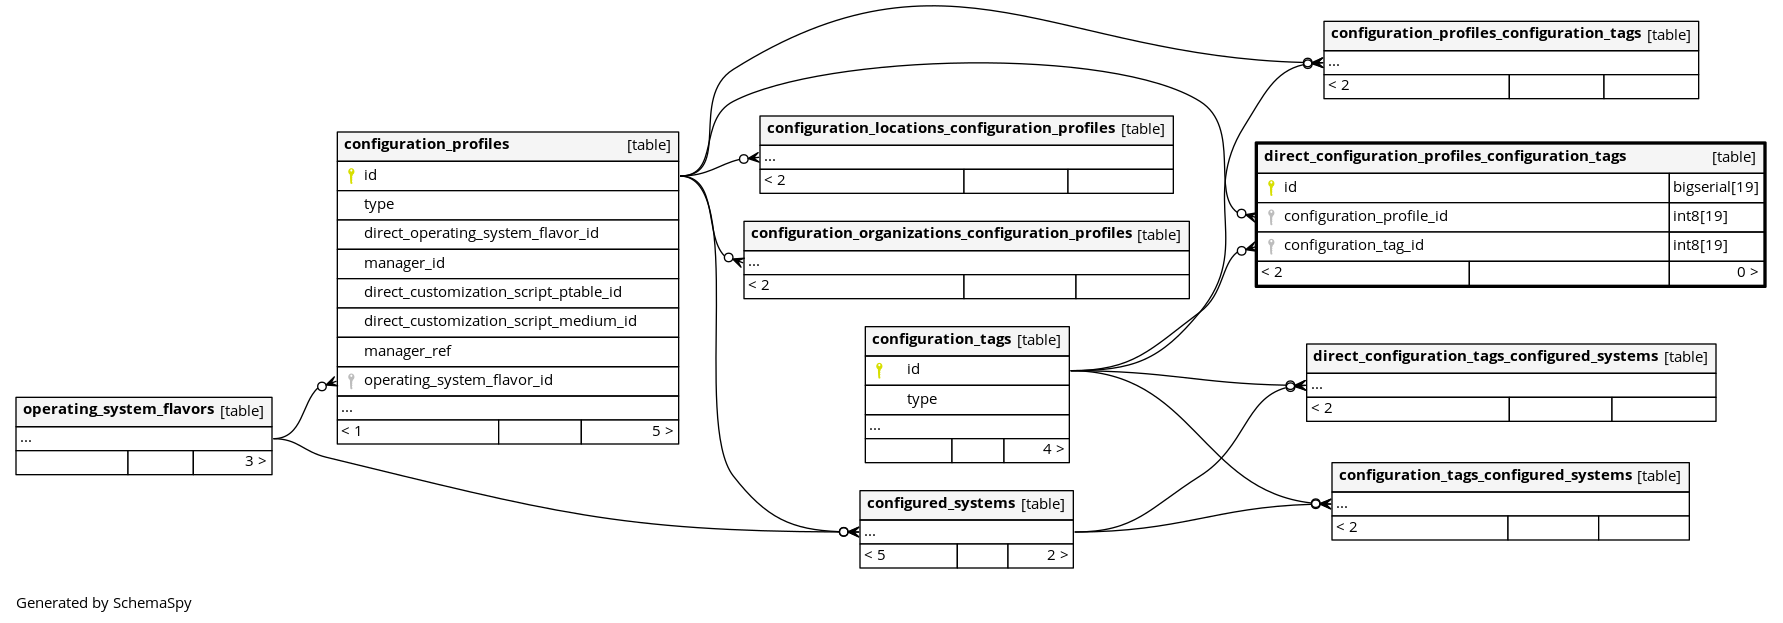 configuration_profiles_configuration_tags [table]
...
< 2
configuration_locations_configuration_profiles [table]
...
< 2
configuration_profiles [table]
id
type
direct_operating_system_flavor_id
manager_id
direct_customization_script_ptable_id
direct_customization_script_medium_id
manager_ref
operating_system_flavor_id
...
< 1 5 >
direct_configuration_profiles_configuration_tags [table]
id bigserial[19]
configuration_profile_id int8[19]
configuration_tag_id int8[19]
< 2 0 >
configuration_organizations_configuration_profiles [table]
...
< 2
configuration_tags [table]
id
type
...
4 >
direct_configuration_tags_configured_systems [table]
...
< 2
operating_system_flavors [table]
...
3 >
configuration_tags_configured_systems [table]
...
< 2
configured_systems [table]
...
< 5 2 >
Generated by SchemaSpy